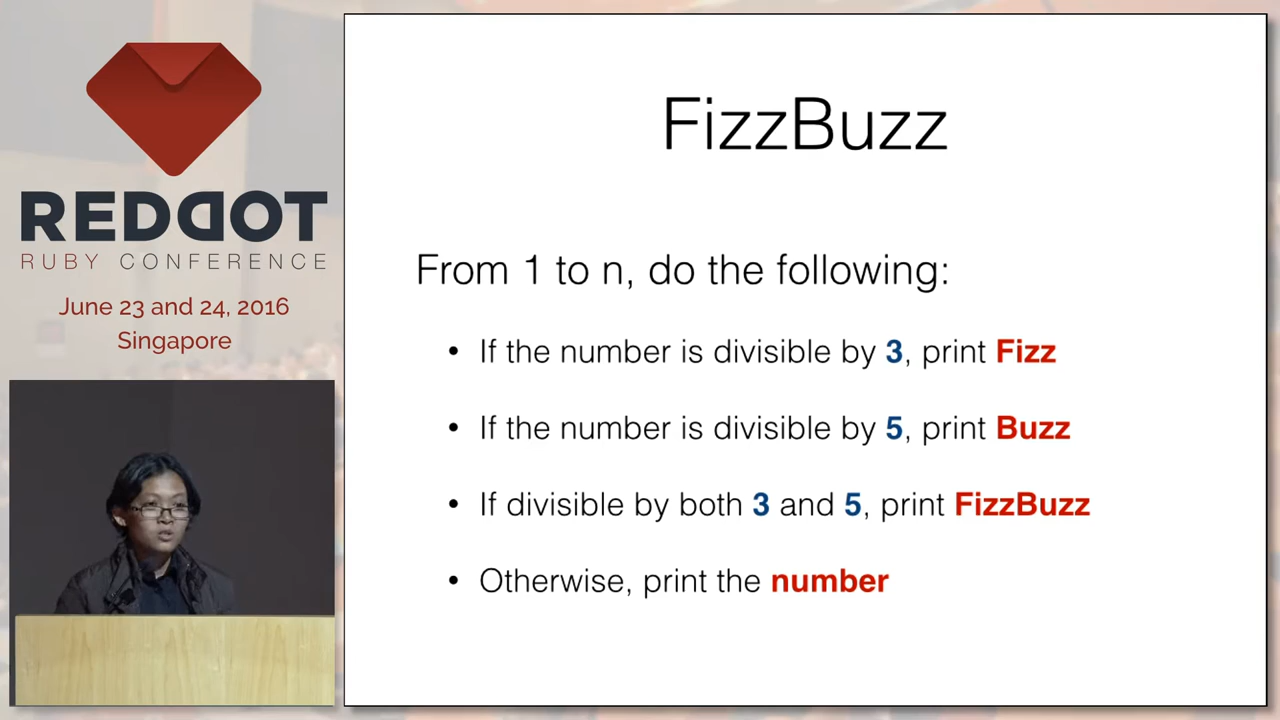 REDDOT
RUBY CONFERENCE
June 23 and 24, 2016
Singapore
FizzBuzz
From 1 to n, do the following:
• If the number is divisible by 3, print Fizz
• If the number is divisible by 5, print Buzz
• If divisible by both 3 and 5, print FizzBuzz
• Otherwise, print the number